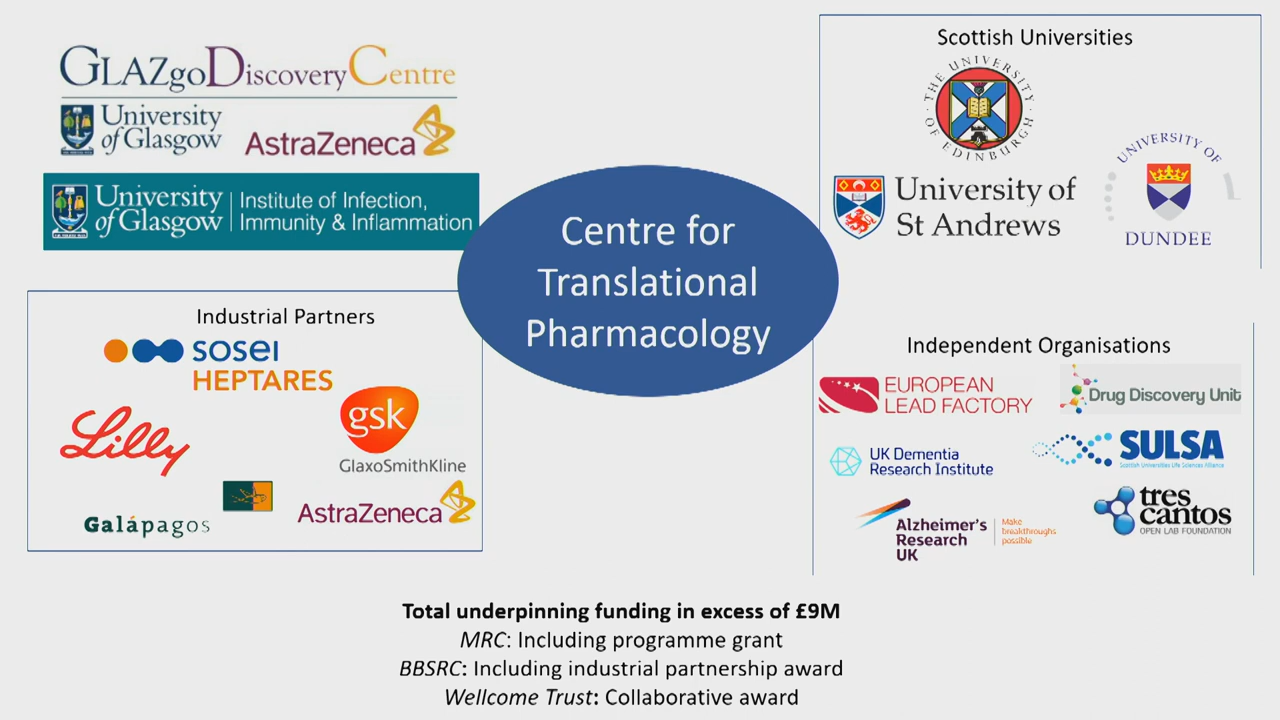 GLAZgoDiscoveryCentre
University
of Glasgow
AstraZeneca
University
of Glasgow
Institute of Infection,
Immunity & Inflammation
Centre for
Translational
Pharmacology
Scottish Universities
THE UNIVERSITY OF EDINBURGH
University of
St Andrews
UNIVERSITY OF
DUNDEE
Industrial Partners
sosei
HEPTARES
Lilly
gsk
GlaxoSmithKline
Galápagos
AstraZeneca
Independent Organisations
EUROPEAN
LEAD FACTORY
Drug Discovery Unit
UK Dementia
Research Institute
SULSA
Scottish Universities Life Sciences Alliance
Alzheimer's
Research
UK
Make
breakthroughs
possible
tres
cantos
OPEN LAB FOUNDATION
Total underpinning funding in excess of £9M
MRC: Including programme grant
BBSRC: Including industrial partnership award
Wellcome Trust: Collaborative award